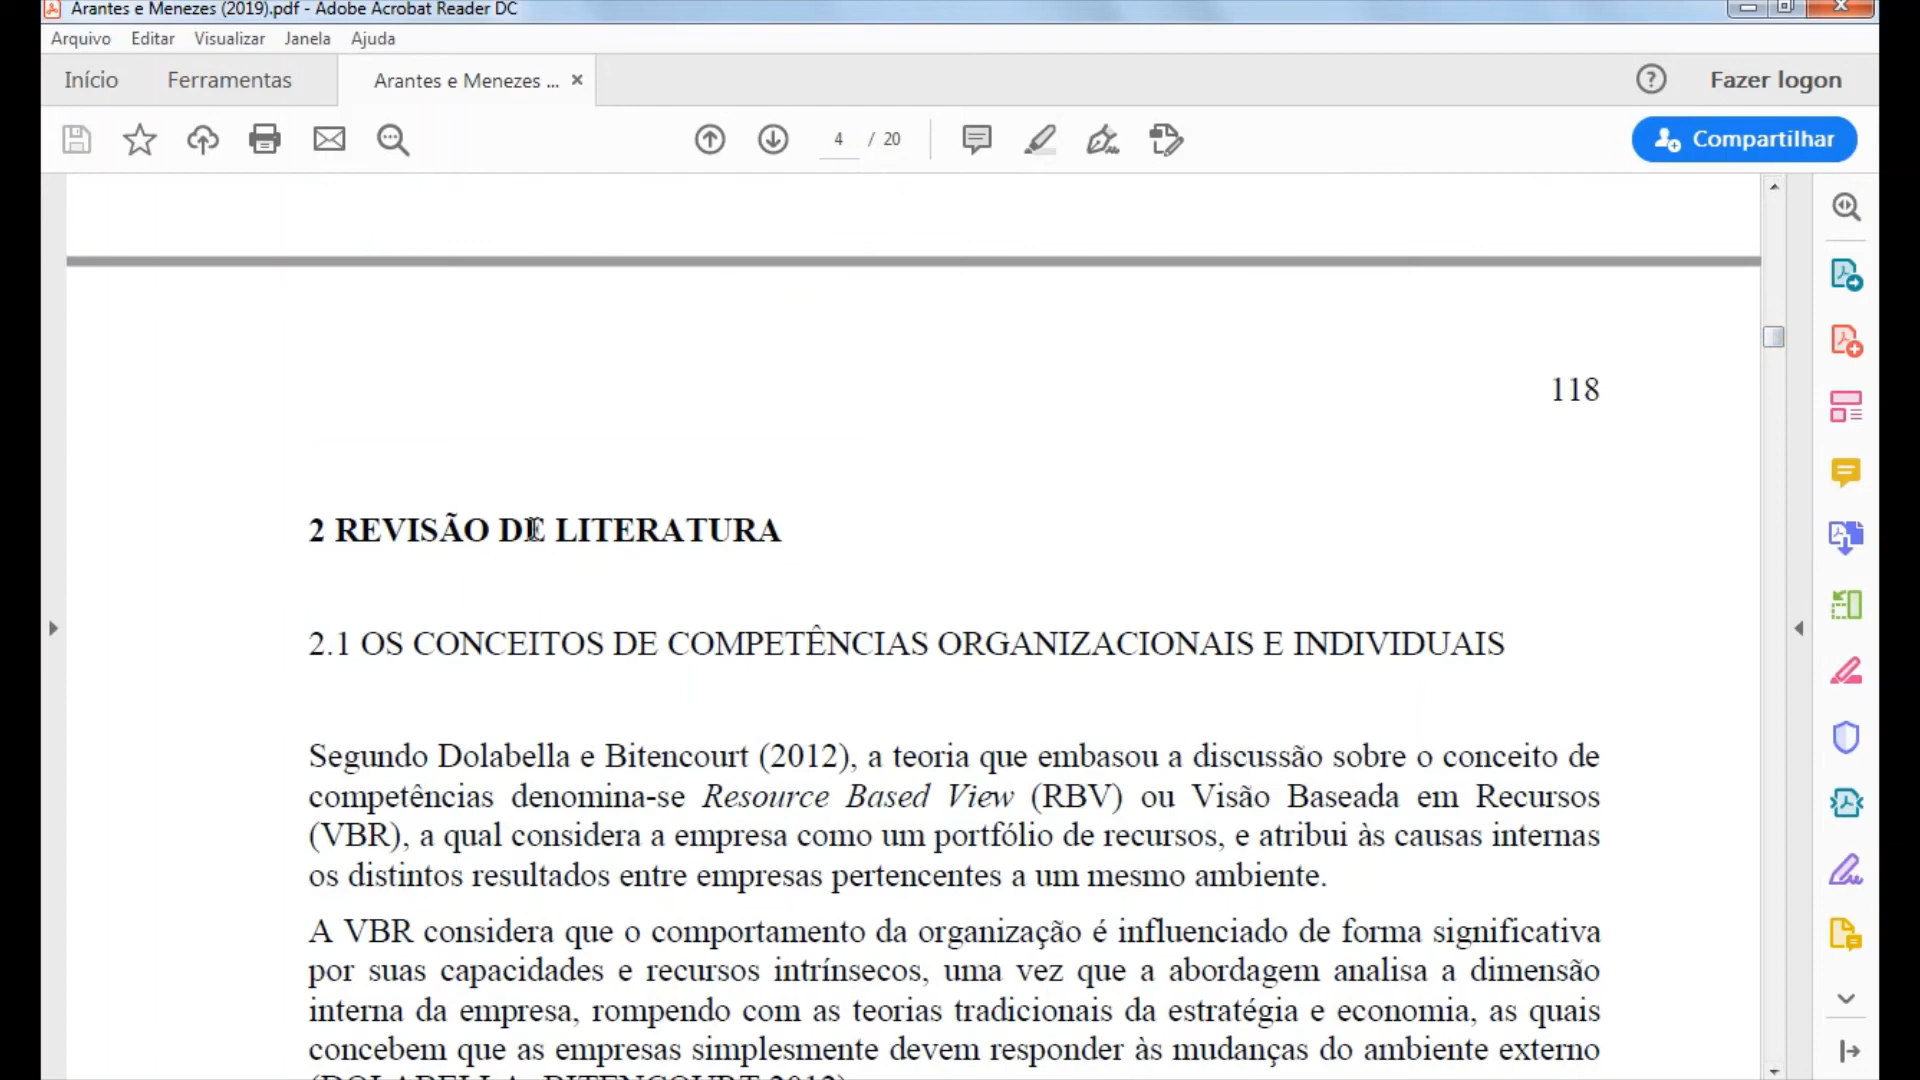 Arantes e Menezes (2019).pdf - Adobe Acrobat Reader DC
Arquivo Editar Visualizar Janela Ajuda
Início Ferramentas Arantes e Menezes ... × ? Fazer logon
4 / 20 Compartilhar
118
2 REVISÃO DE LITERATURA
2.1 OS CONCEITOS DE COMPETÊNCIAS ORGANIZACIONAIS E INDIVIDUAIS
Segundo Dolabella e Bitencourt (2012), a teoria que embasou a discussão sobre o conceito de
competências denomina-se Resource Based View (RBV) ou Visão Baseada em Recursos
(VBR), a qual considera a empresa como um portfólio de recursos, e atribui às causas internas
os distintos resultados entre empresas pertencentes a um mesmo ambiente.
A VBR considera que o comportamento da organização é influenciado de forma significativa
por suas capacidades e recursos intrínsecos, uma vez que a abordagem analisa a dimensão
interna da empresa, rompendo com as teorias tradicionais da estratégia e economia, as quais
concebem que as empresas simplesmente devem responder às mudanças do ambiente externo
(DOLABELLA; BITENCOURT 2012)